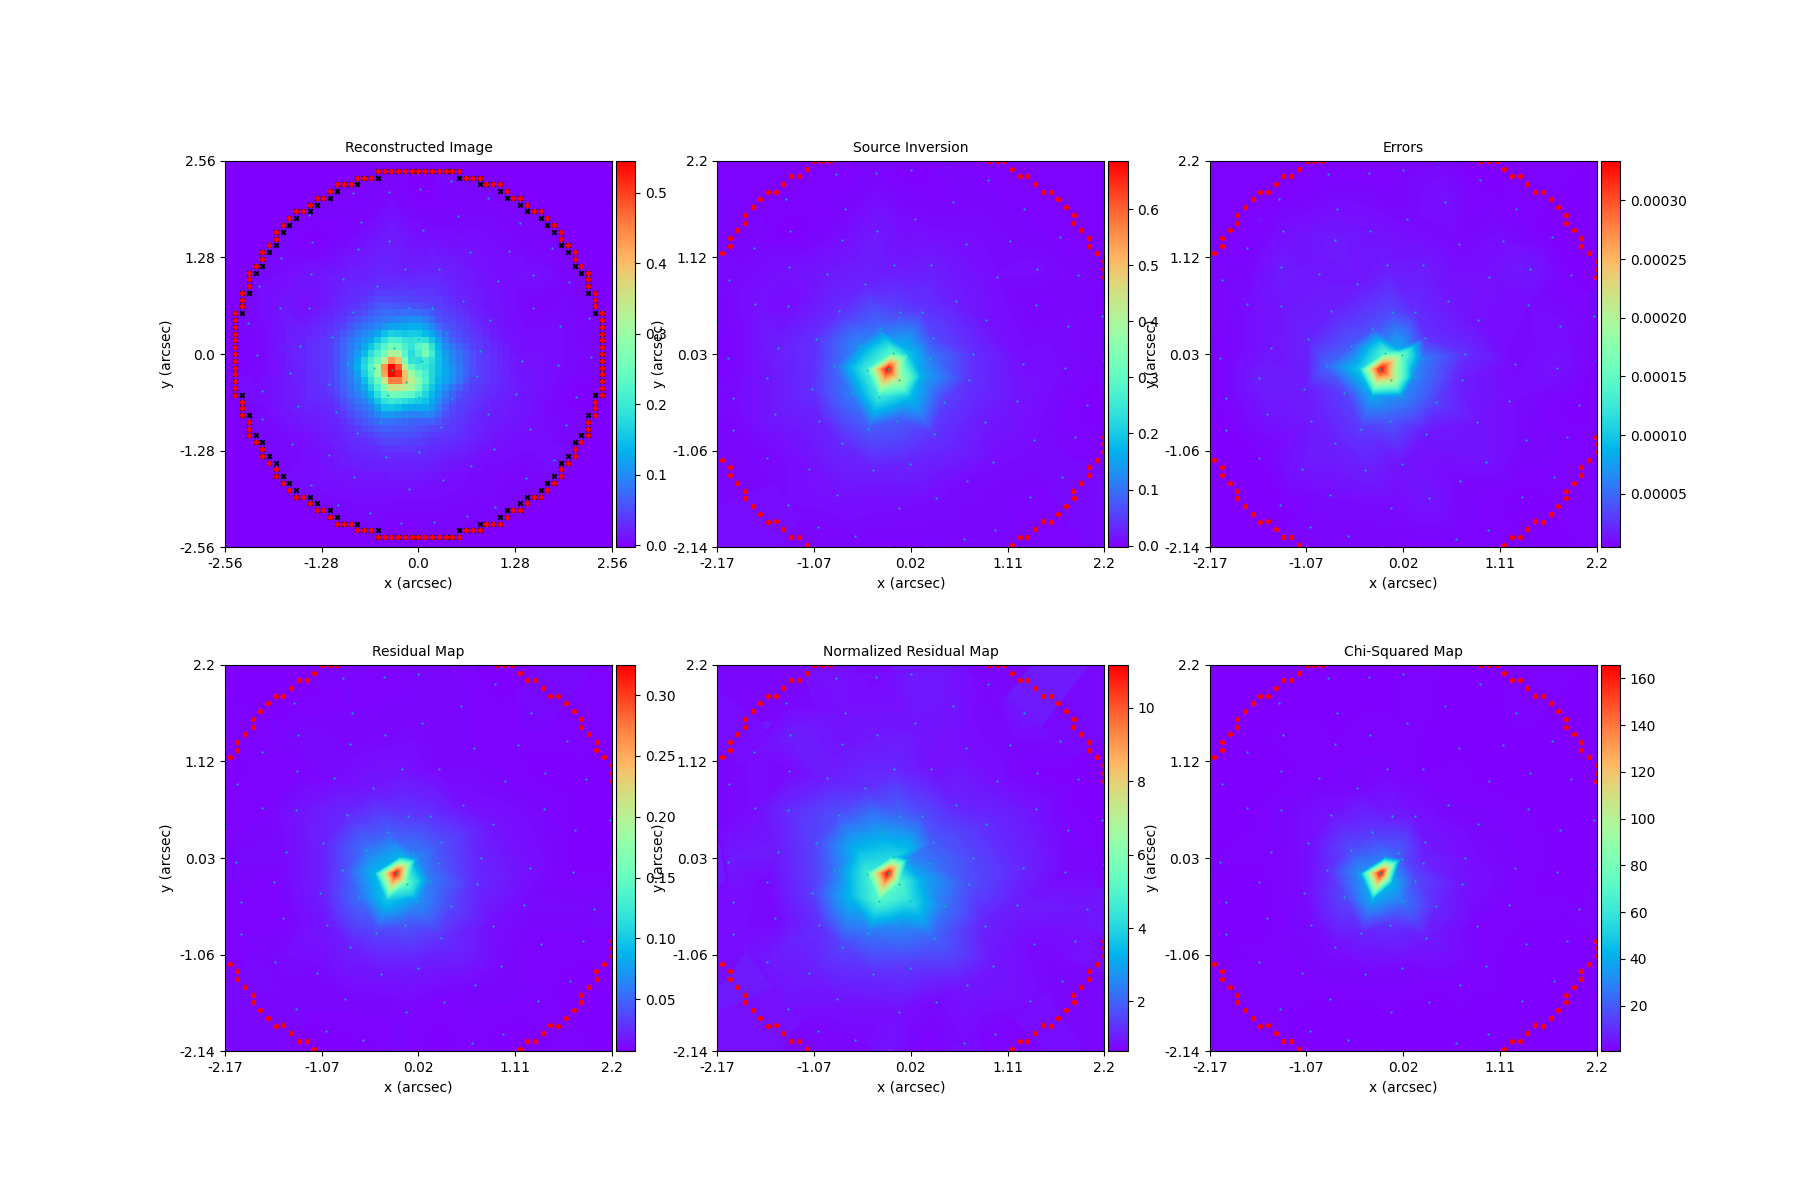 Reconstructed Image
2.56
1.28
0.0
-1.28
-2.56
y (arcsec)
-2.56 -1.28 0.0 1.28 2.56
x (arcsec)
0.5
0.4
0.3
0.2
0.1
0.0
Source Inversion
2.2
1.12
0.03
-1.06
-2.14
y (arcsec)
-2.17 -1.07 0.02 1.11 2.2
x (arcsec)
0.6
0.5
0.4
0.3
0.2
0.1
0.0
Errors
2.2
1.12
0.03
-1.06
-2.14
y (arcsec)
-2.17 -1.07 0.02 1.11 2.2
x (arcsec)
0.00030
0.00025
0.00020
0.00015
0.00010
0.00005
Residual Map
2.2
1.12
0.03
-1.06
-2.14
y (arcsec)
-2.17 -1.07 0.02 1.11 2.2
x (arcsec)
0.30
0.25
0.20
0.15
0.10
0.05
Normalized Residual Map
2.2
1.12
0.03
-1.06
-2.14
y (arcsec)
-2.17 -1.07 0.02 1.11 2.2
x (arcsec)
10
8
6
4
2
Chi-Squared Map
2.2
1.12
0.03
-1.06
-2.14
y (arcsec)
-2.17 -1.07 0.02 1.11 2.2
x (arcsec)
160
140
120
100
80
60
40
20